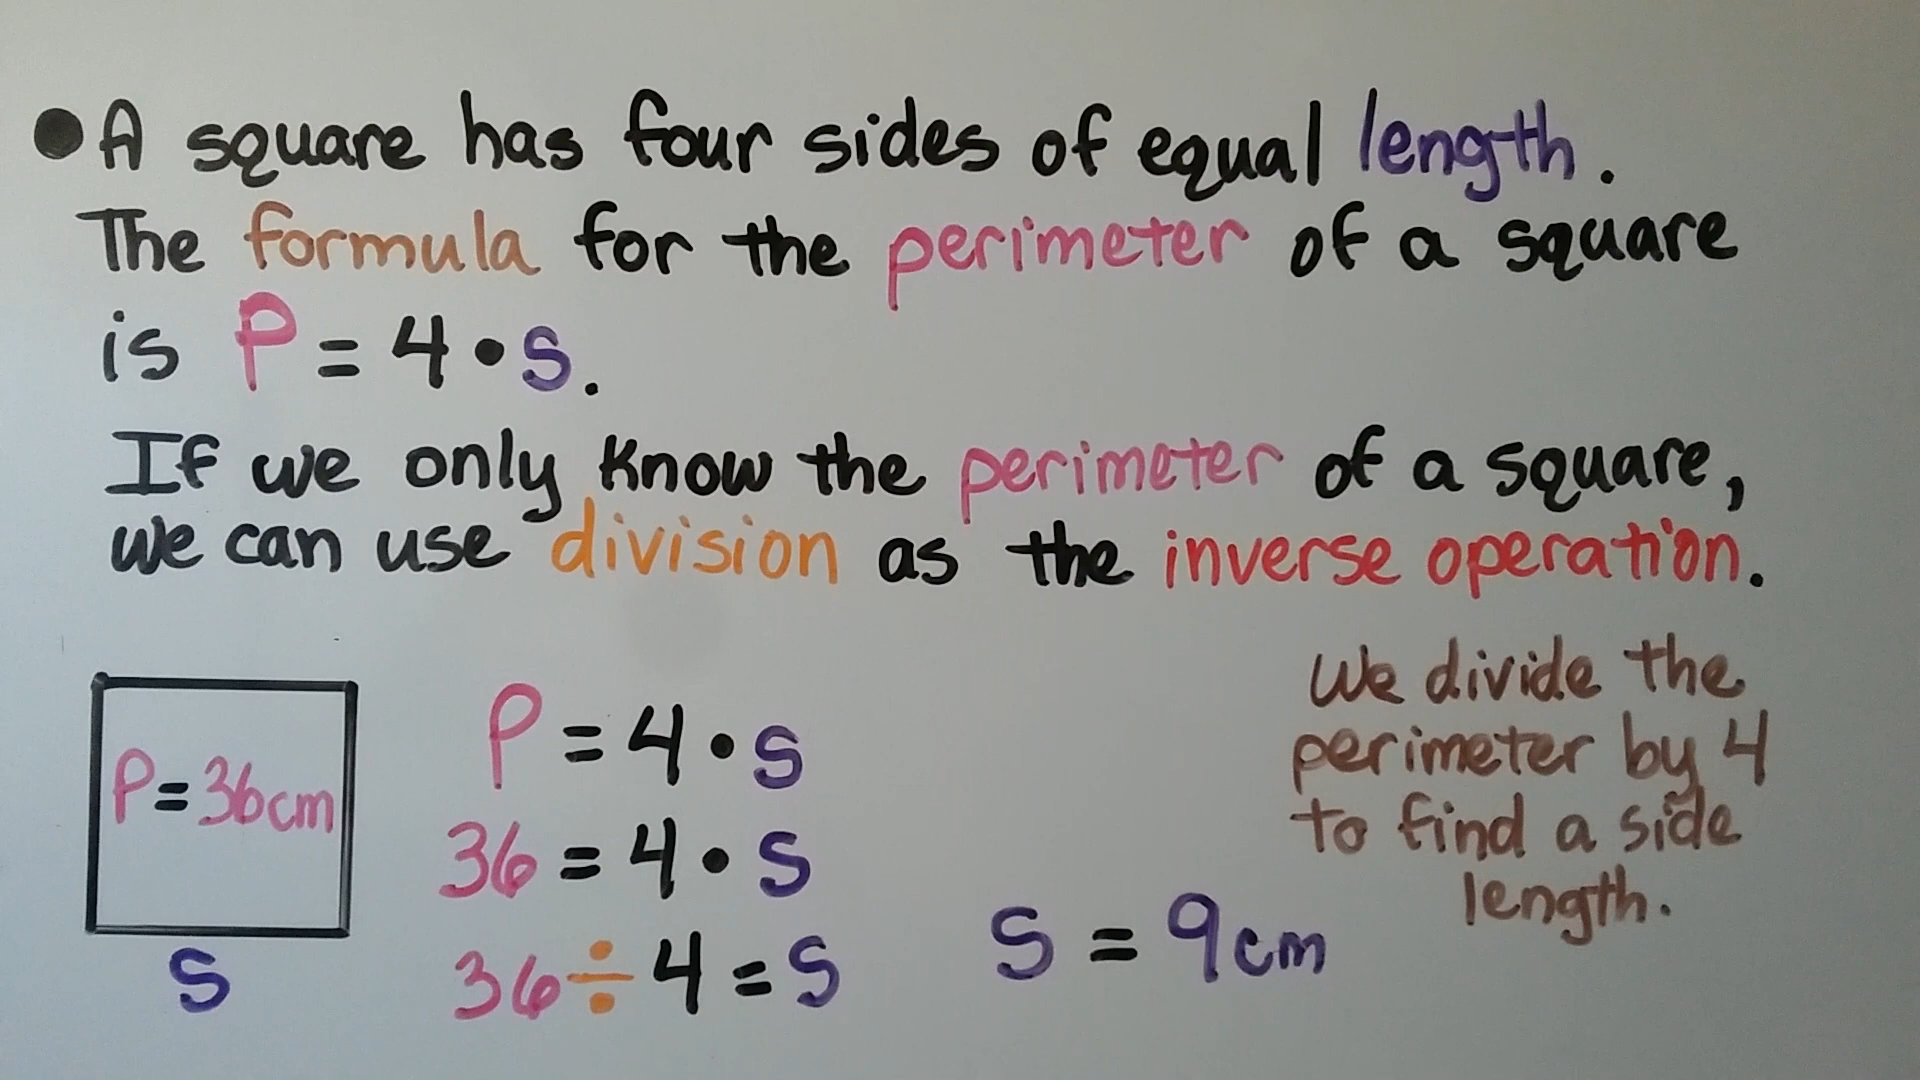 ● A square has four sides of equal length.
The formula for the perimeter of a square
is P = 4 • s.
If we only know the perimeter of a square,
we can use division as the inverse operation.
P = 36cm
s
P = 4 • s
36 = 4 • s
36 ÷ 4 = s
s = 9cm
We divide the
perimeter by 4
to find a side
length.